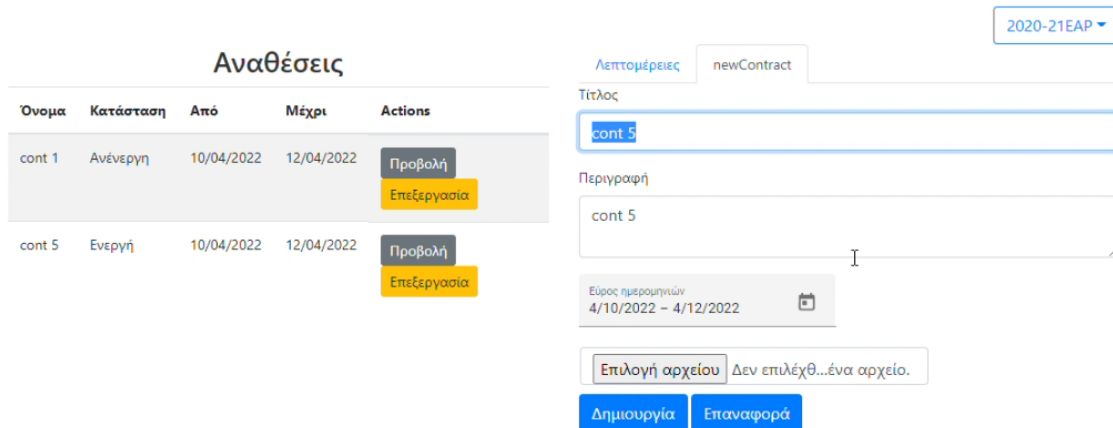 2020-21EAP
Αναθέσεις
Όνομα Κατάσταση Από Μέχρι Actions
cont 1 Ανένεργη 10/04/2022 12/04/2022 Προβολή
Επεξεργασία
cont 5 Ενεργή 10/04/2022 12/04/2022 Προβολή
Επεξεργασία
Λεπτομέρειες newContract
Τίτλος
cont 5
Περιγραφή
cont 5
Εύρος ημερομηνιών
4/10/2022 – 4/12/2022
Επιλογή αρχείου Δεν επιλέχθ...ένα αρχείο.
Δημιουργία Επαναφορά